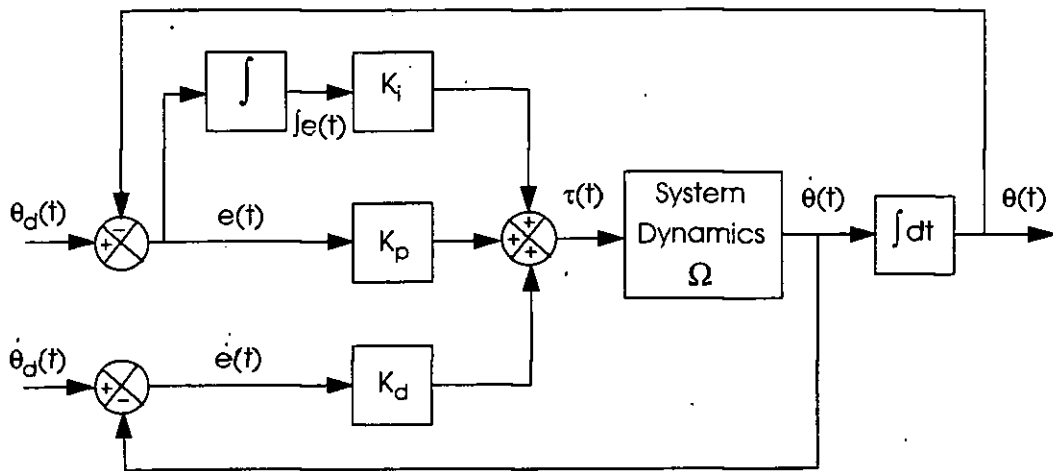 ∫
K_i
∫e(t)
θ_d(t)
+
−
e(t)
K_p
+
+
+
τ(t)
System
Dynamics
Ω
θ̇(t)
∫dt
θ(t)
θ̇_d(t)
+
−
ė(t)
K_d